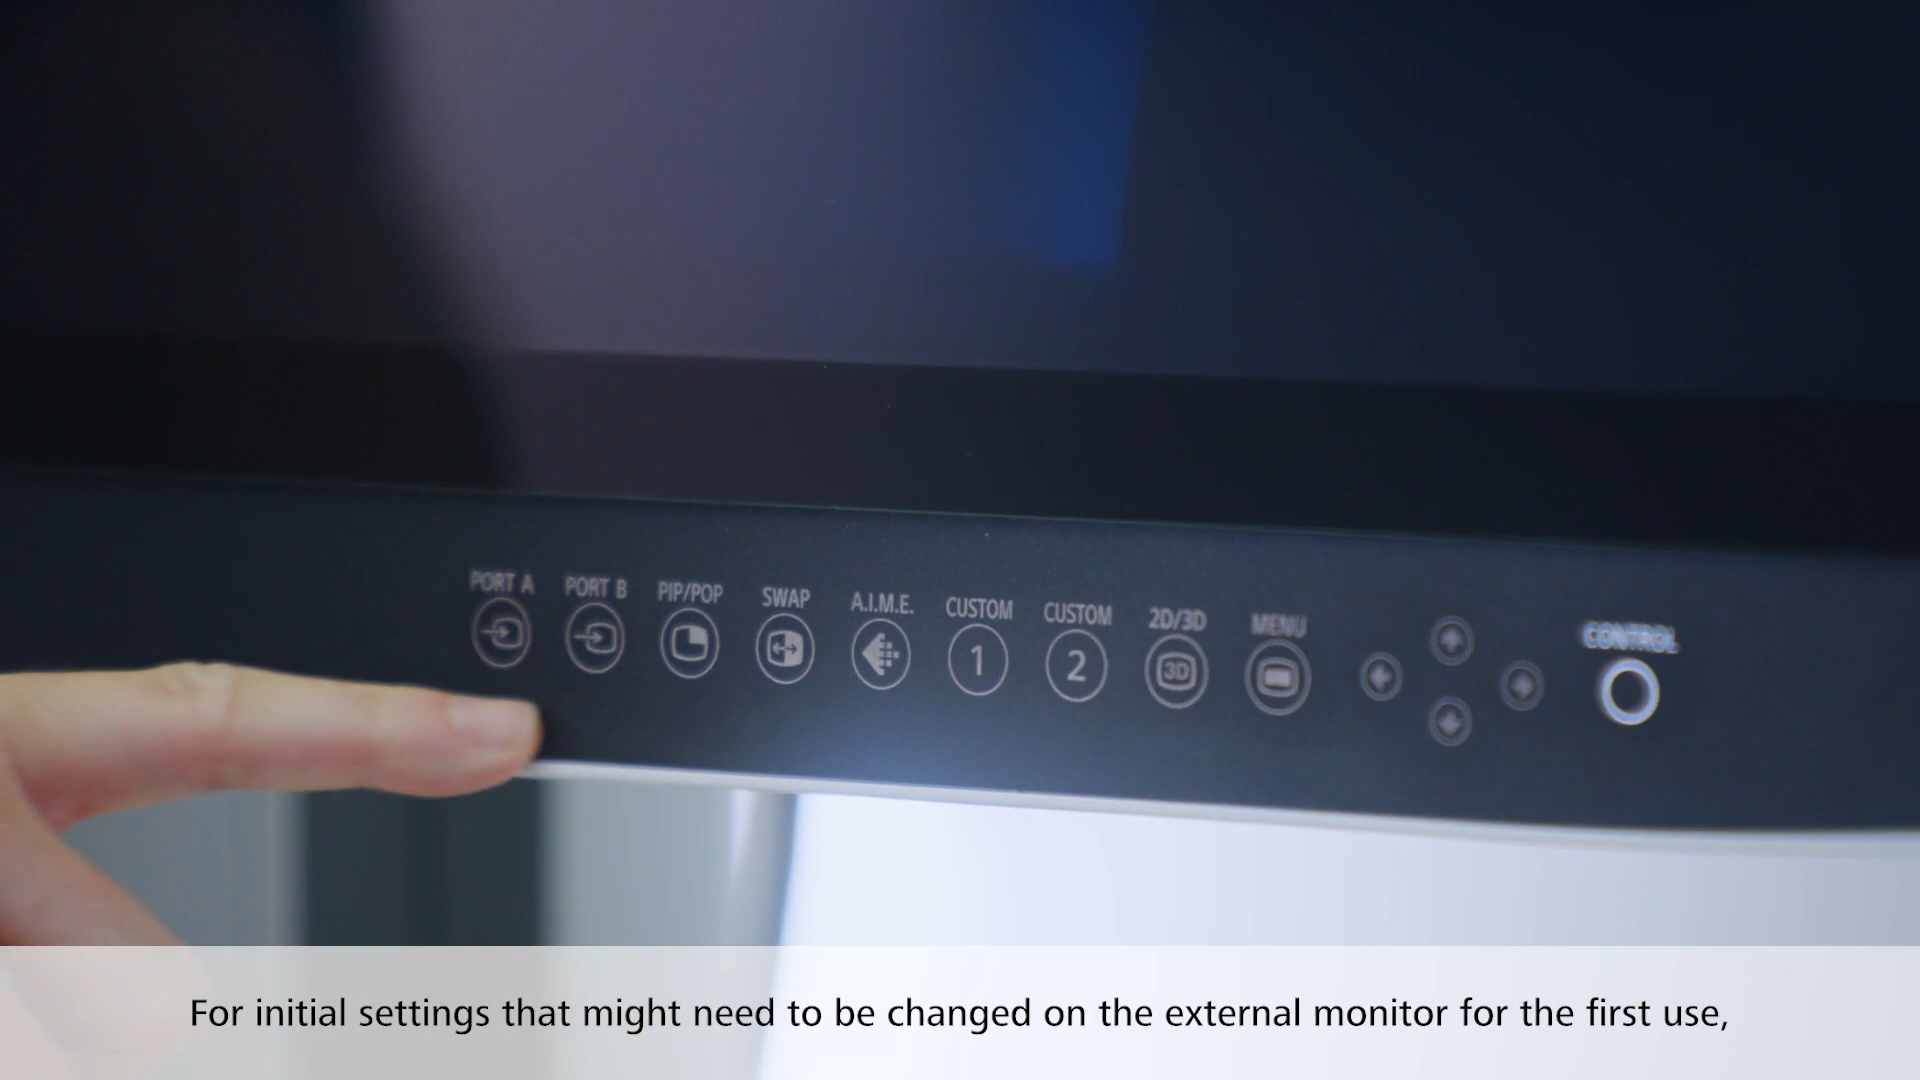 PORT A
PORT B
PIP/POP
SWAP
A.I.M.E.
CUSTOM
1
CUSTOM
2
2D/3D
3D
MENU
CONTROL
For initial settings that might need to be changed on the external monitor for the first use,